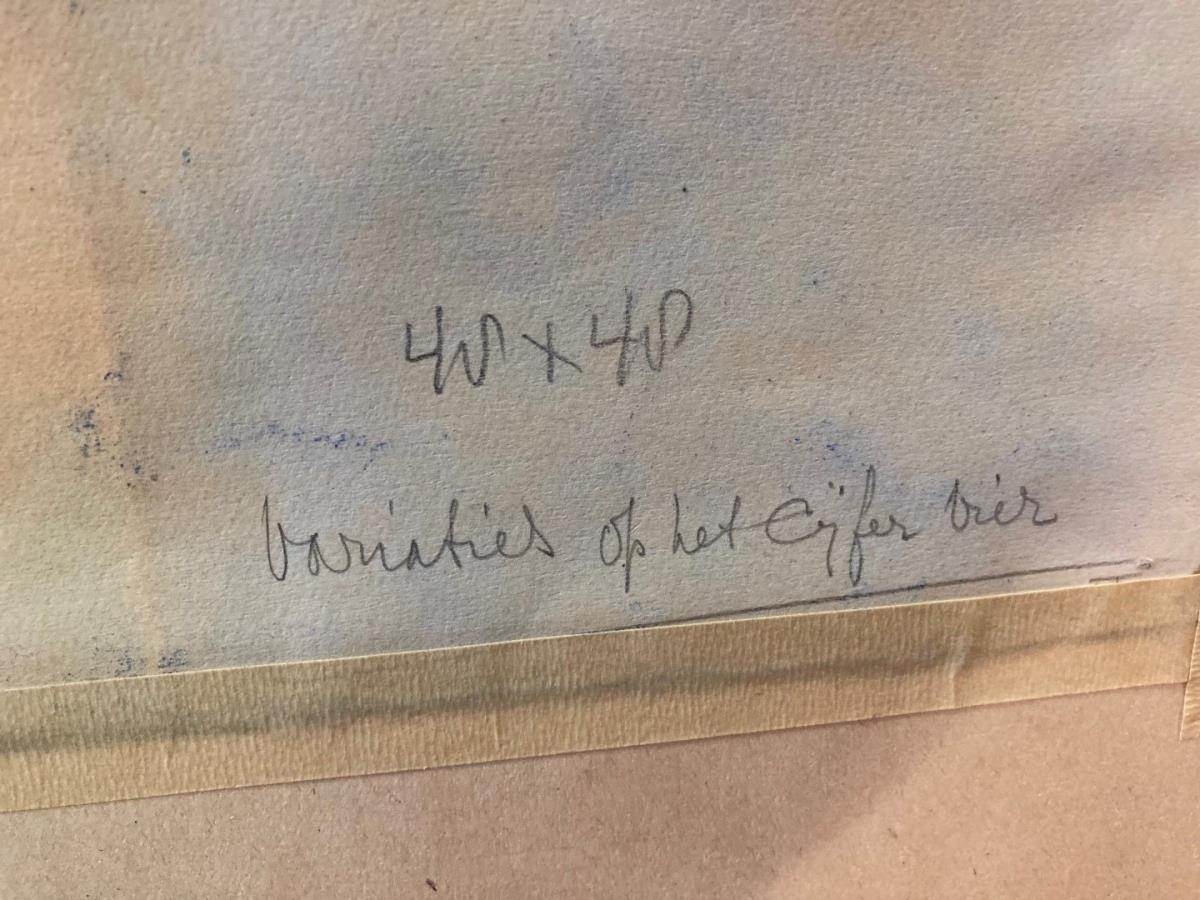 40 x 40
Variaties op het Cijfer vier